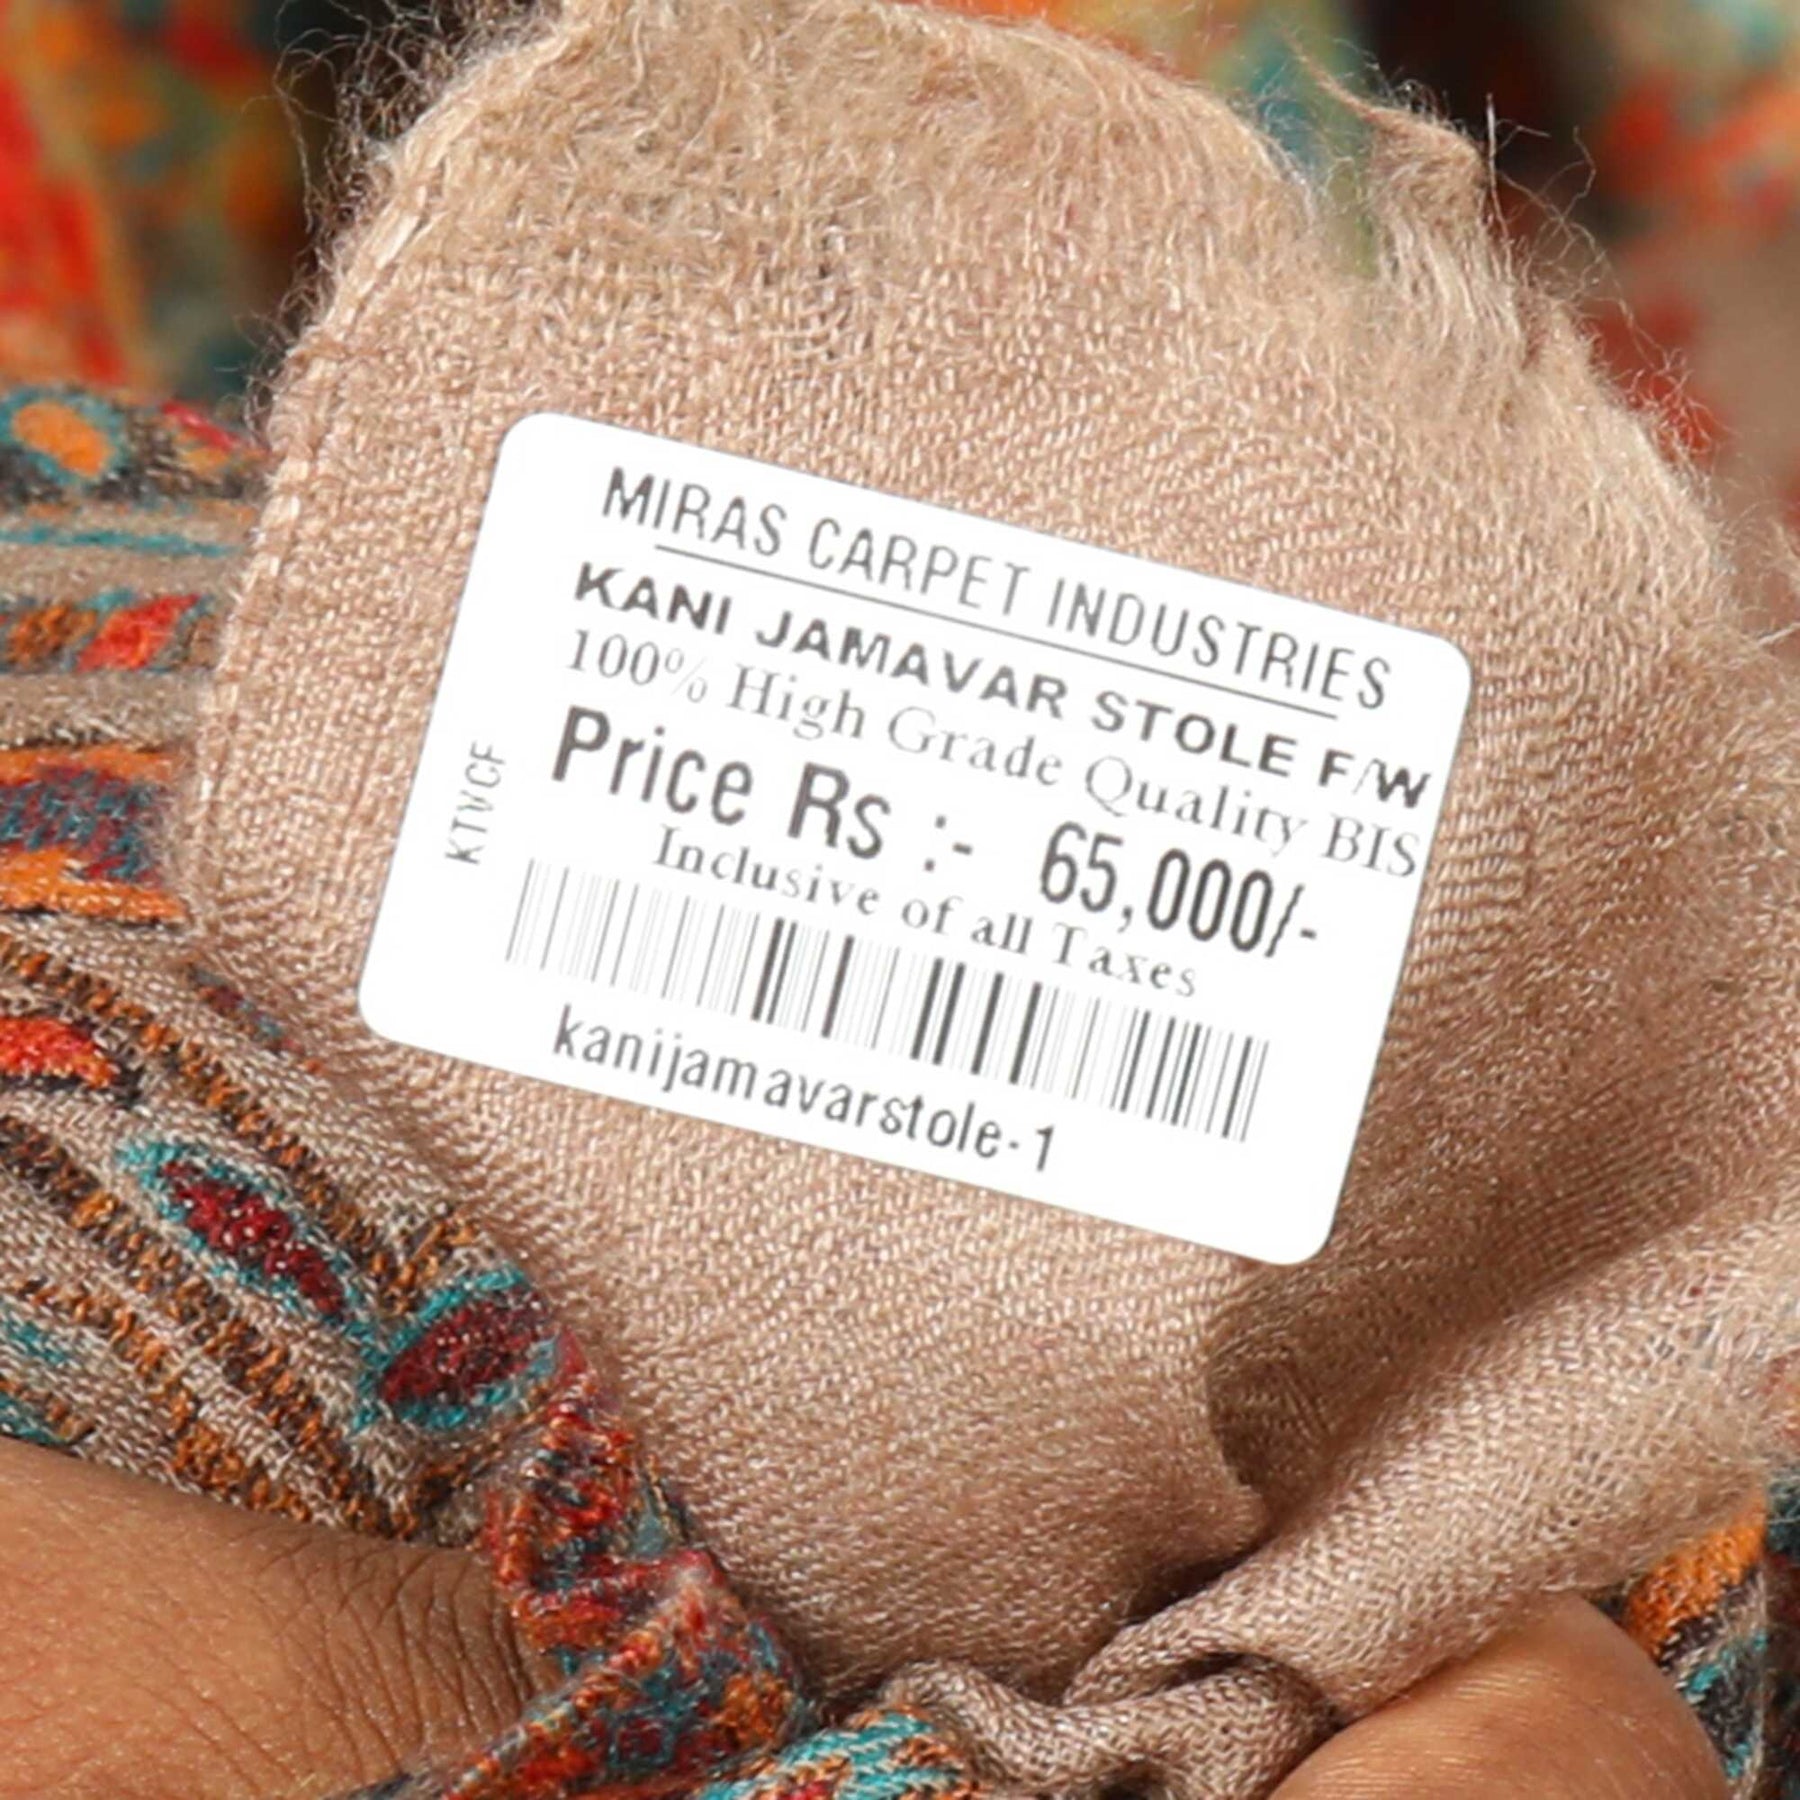 MIRAS CARPET INDUSTRIES
KANI JAMAVAR STOLE F/W
100% High Grade Quality BIS
Price Rs :- 65,000/-
Inclusive of all Taxes
KTVCF
kanijamavarstole-1